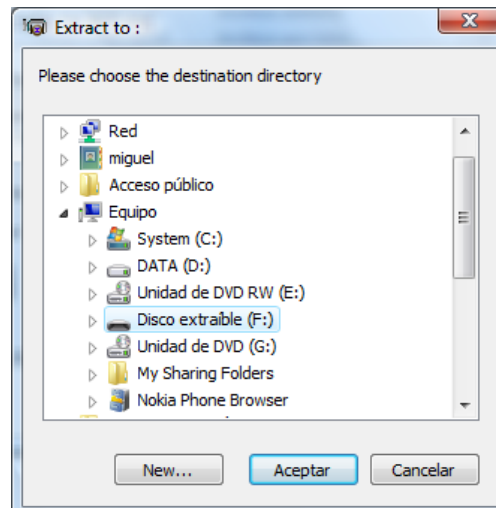 Extract to :
Please choose the destination directory
Red
miguel
Acceso público
Equipo
System (C:)
DATA (D:)
Unidad de DVD RW (E:)
Disco extraíble (F:)
Unidad de DVD (G:)
My Sharing Folders
Nokia Phone Browser
New... Aceptar Cancelar